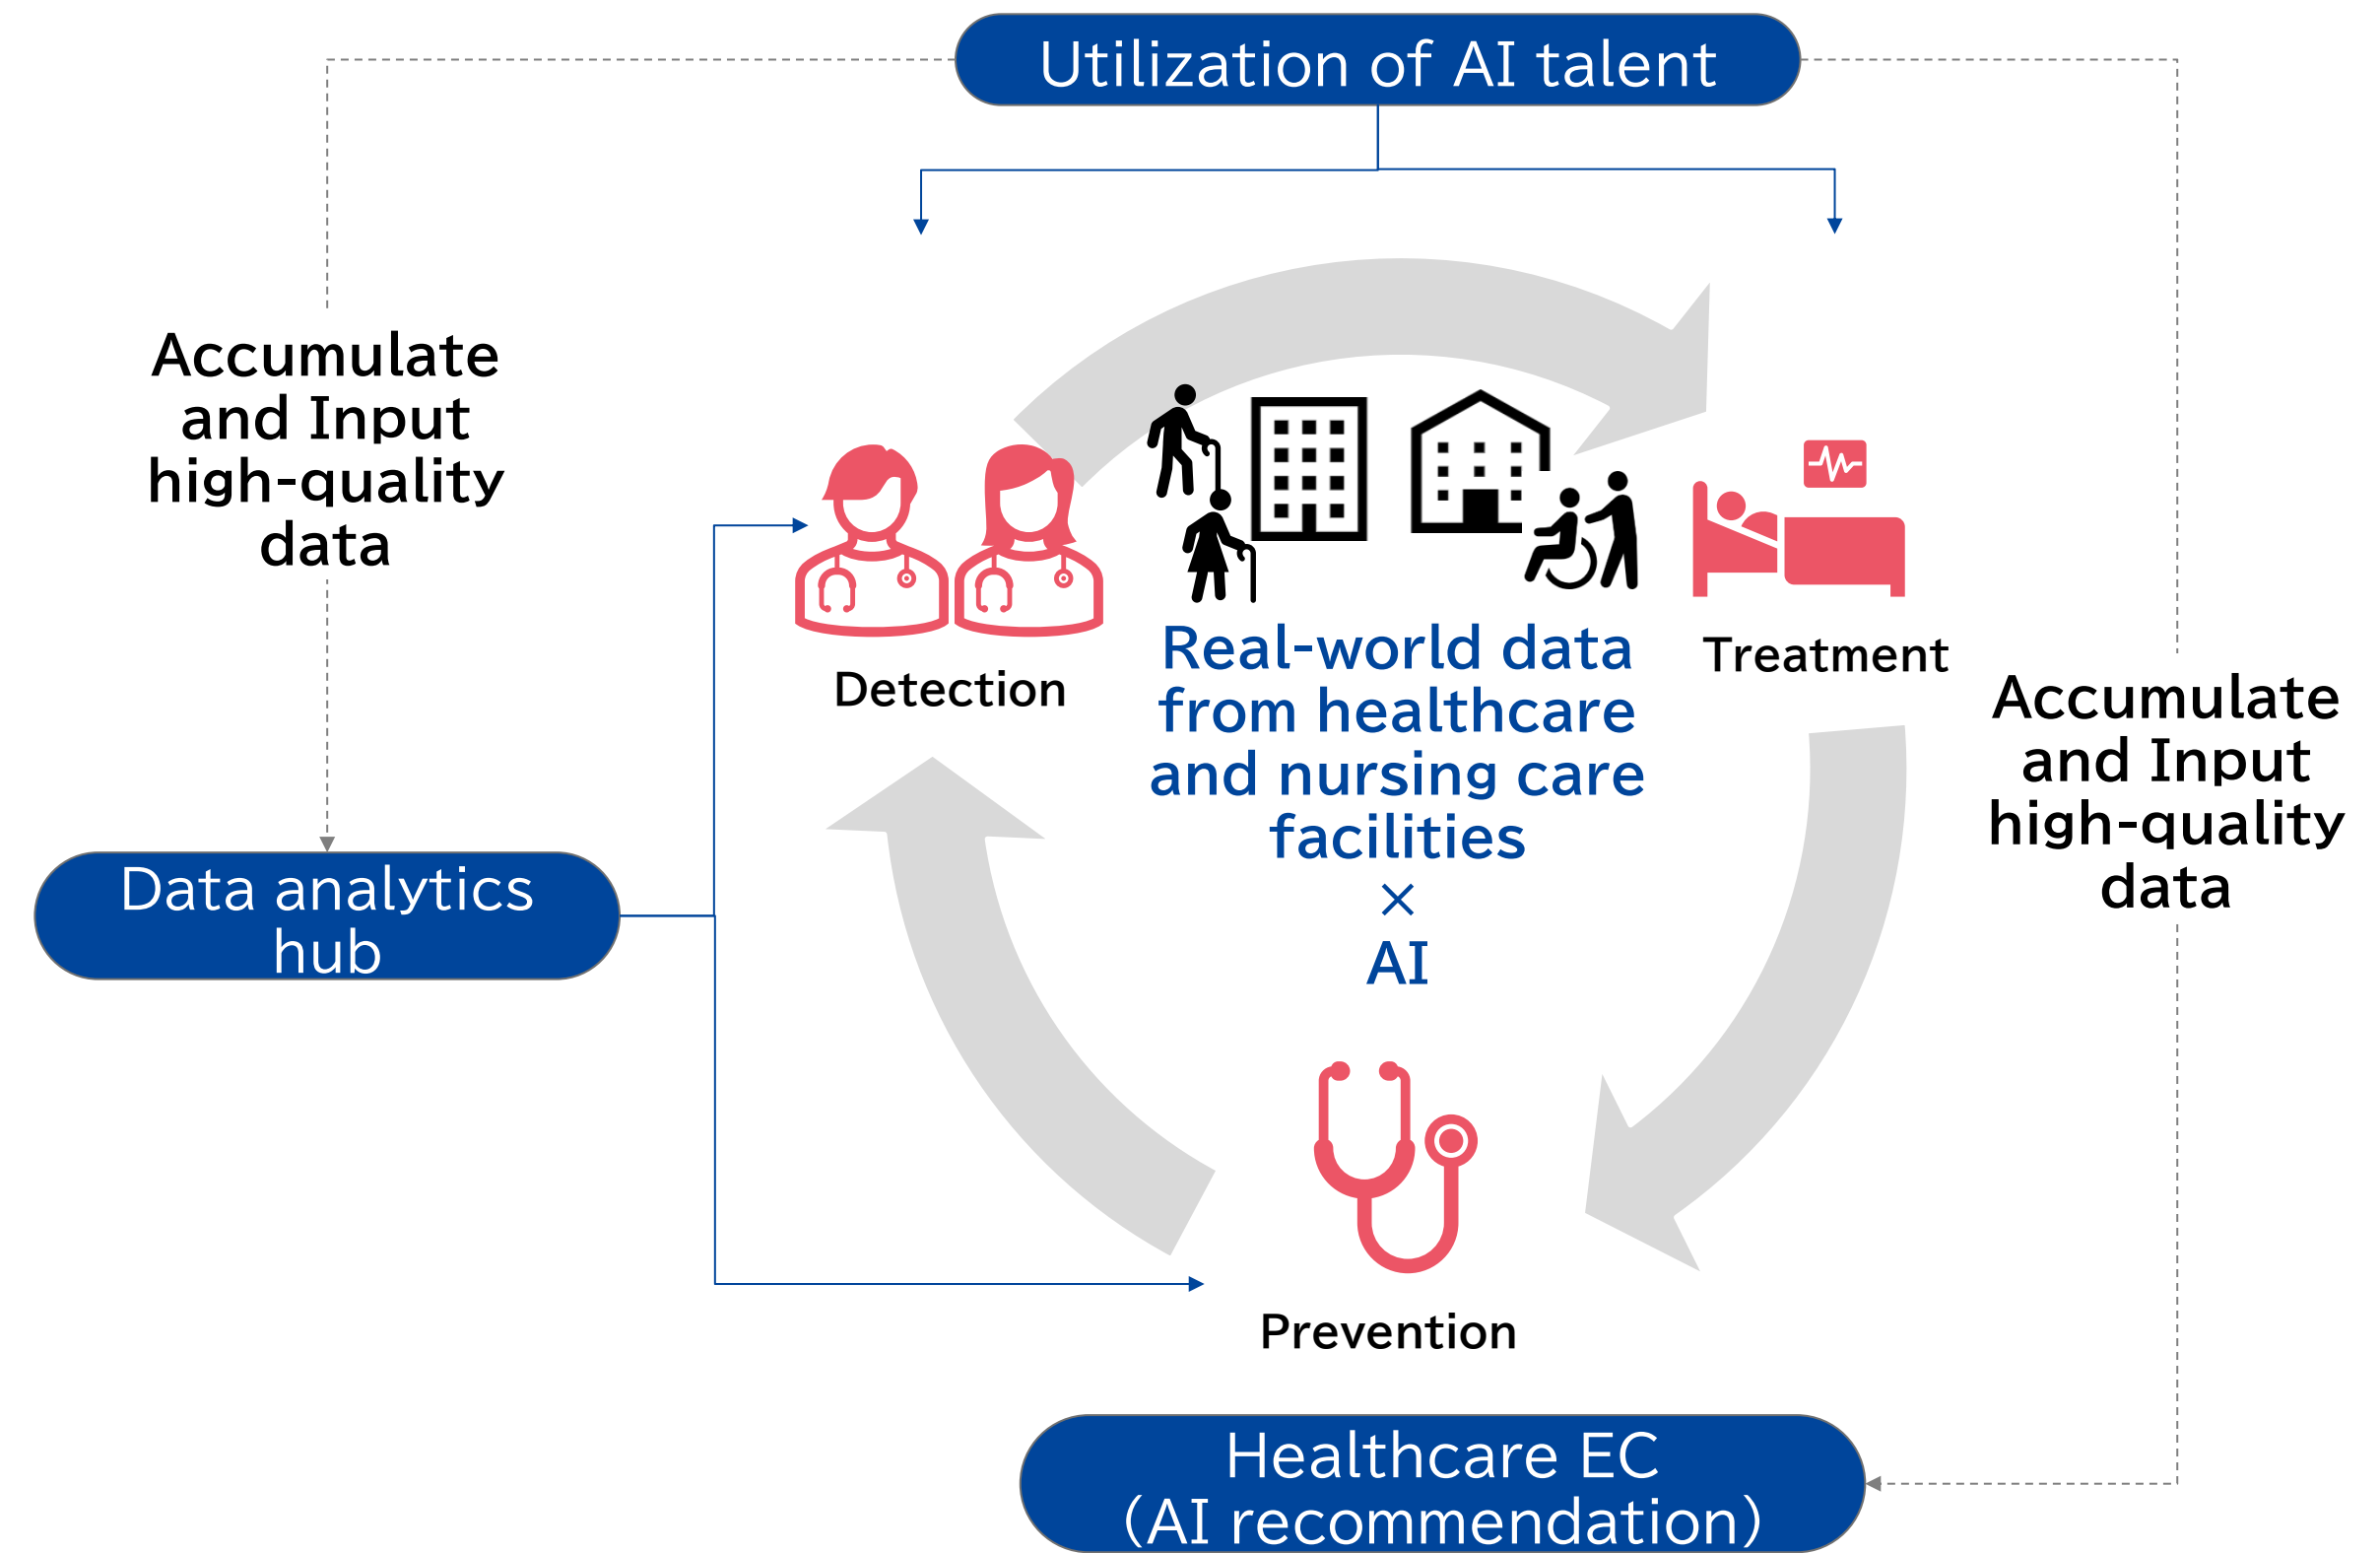 Utilization of AI talent
Accumulate
and Input
high-quality
data
Detection
Real-world data
from healthcare
and nursing care
facilities
×
AI
Treatment
Accumulate
and Input
high-quality
data
Data analytics
hub
Prevention
Healthcare EC
(AI recommendation)